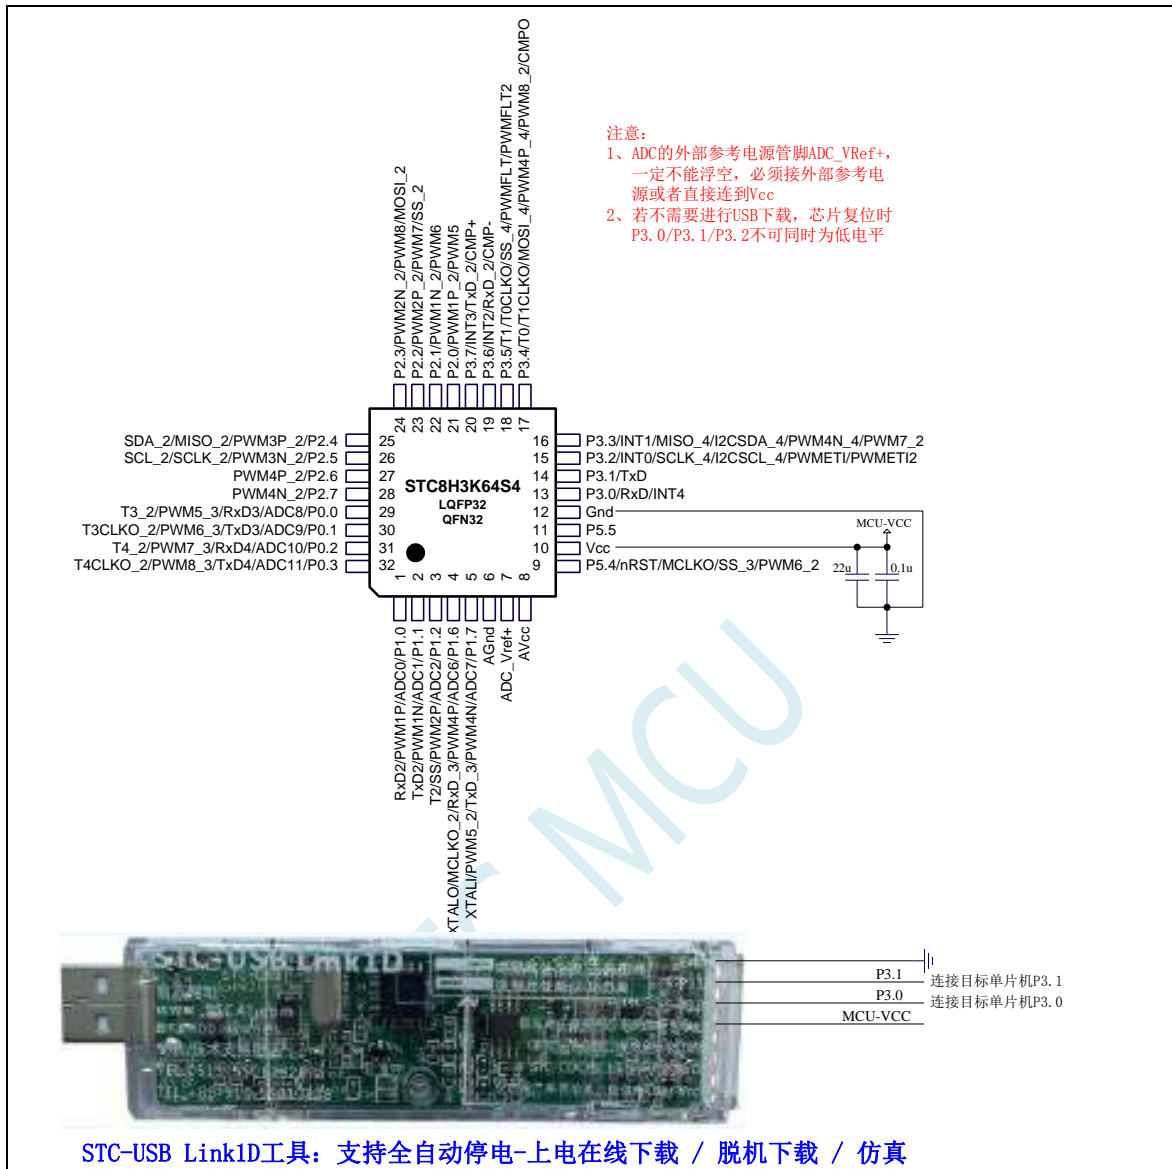 注意:
1、ADC的外部参考电源管脚ADC_VRef+,
一定不能浮空, 必须接外部参考电
源或者直接连到Vcc
2、若不需要进行USB下载, 芯片复位时
P3.0/P3.1/P3.2不可同时为低电平
P2.3/PWM2N_2/PWM8/MOSI_2
P2.2/PWM2P_2/PWM7/SS_2
P2.1/PWM1N_2/PWM6
P2.0/PWM1P_2/PWM5
P3.7/INT3/TxD_2/CMP+
P3.6/INT2/RxD_2/CMP-
P3.5/T1/T0CLKO/SS_4/PWMFLT/PWMFLT2
P3.4/T0/T1CLKO/MOSI_4/PWM4P_4/PWM8_2/CMPO
24 23 22 21 20 19 18 17
SDA_2/MISO_2/PWM3P_2/P2.4 25
SCL_2/SCLK_2/PWM3N_2/P2.5 26
PWM4P_2/P2.6 27
PWM4N_2/P2.7 28
T3_2/PWM5_3/RxD3/ADC8/P0.0 29
T3CLKO_2/PWM6_3/TxD3/ADC9/P0.1 30
T4_2/PWM7_3/RxD4/ADC10/P0.2 31
T4CLKO_2/PWM8_3/TxD4/ADC11/P0.3 32
STC8H3K64S4
LQFP32
QFN32
16 P3.3/INT1/MISO_4/I2CSDA_4/PWM4N_4/PWM7_2
15 P3.2/INT0/SCLK_4/I2CSCL_4/PWMETI/PWMETI2
14 P3.1/TxD
13 P3.0/RxD/INT4
12 Gnd
11 P5.5
10 Vcc
9 P5.4/nRST/MCLKO/SS_3/PWM6_2
MCU-VCC
22u 0.1u
1 2 3 4 5 6 7 8
RxD2/PWM1P/ADC0/P1.0
TxD2/PWM1N/ADC1/P1.1
T2/SS/PWM2P/ADC2/P1.2
XTALO/MCLKO_2/RxD_3/PWM4P/ADC6/P1.6
XTALI/PWM5_2/TxD_3/PWM4N/ADC7/P1.7
AGnd
ADC_Vref+
AVcc
MCU
STC-USB Link1D
P3.1 连接目标单片机P3.1
P3.0 连接目标单片机P3.0
MCU-VCC
STC-USB Link1D工具: 支持全自动停电-上电在线下载 / 脱机下载 / 仿真